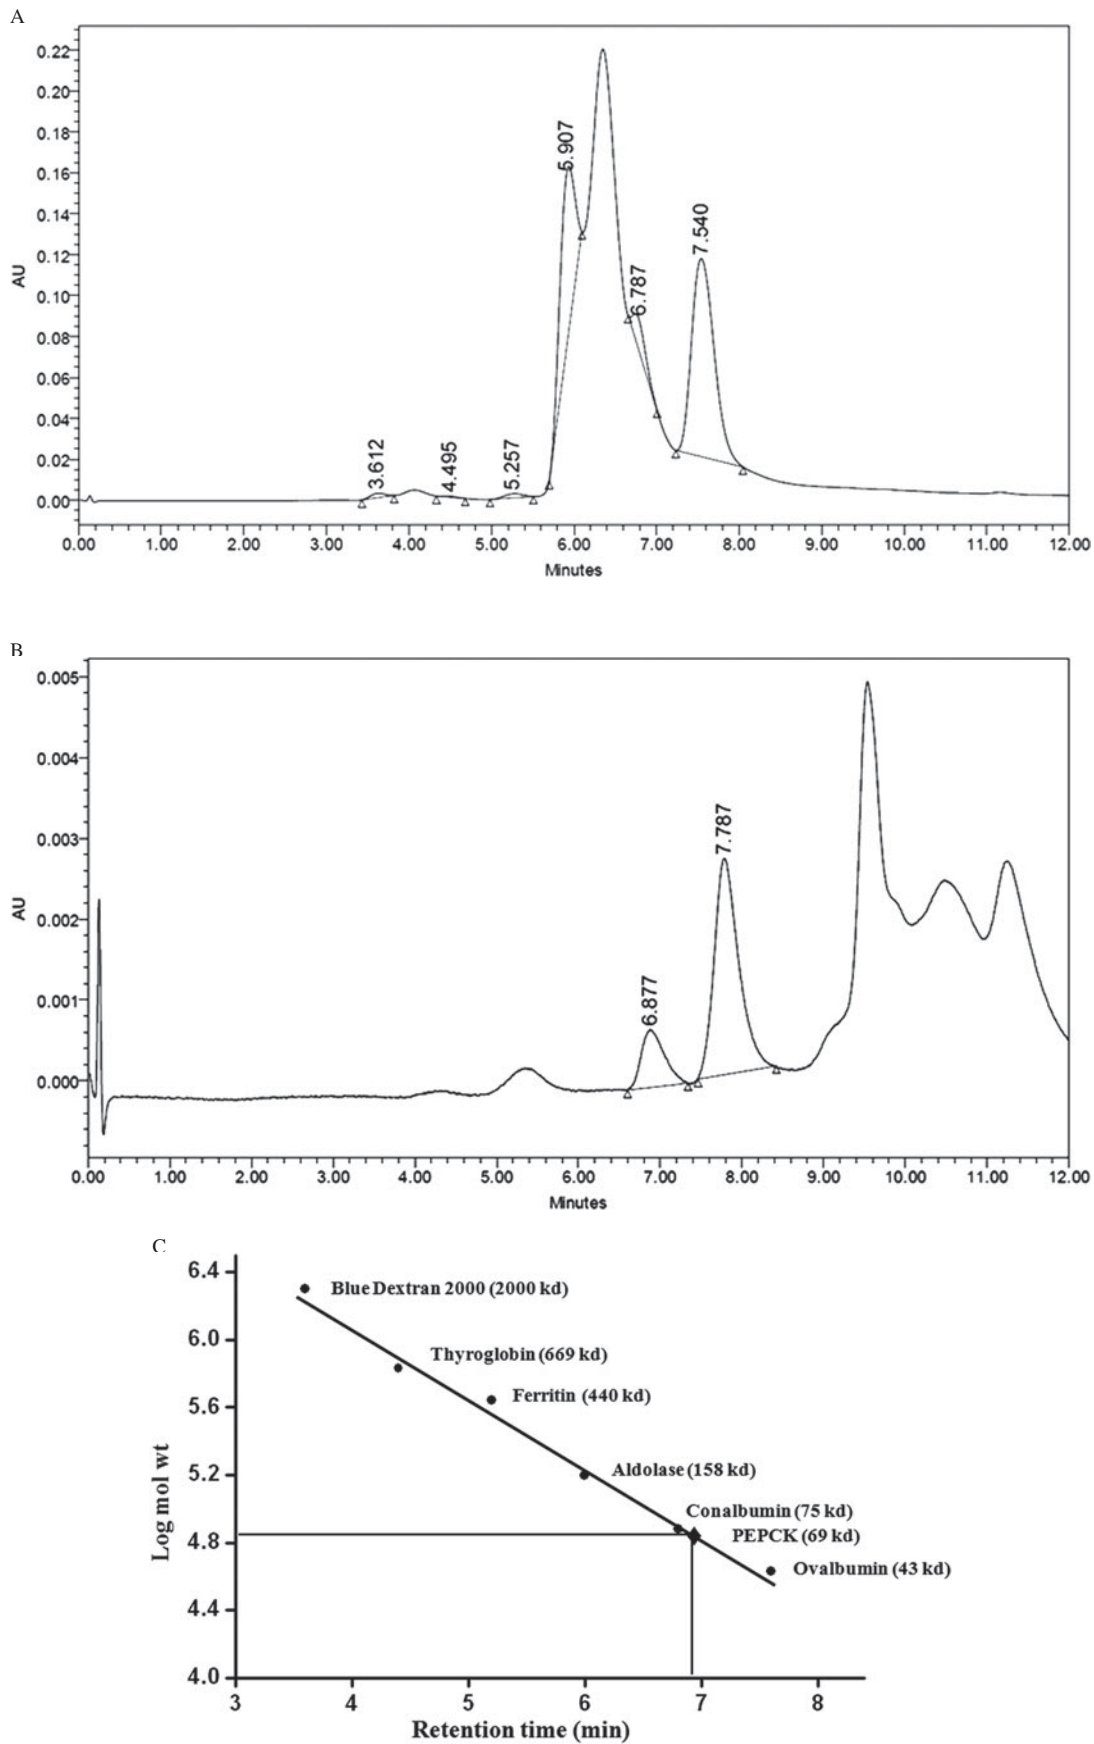 A
0.22
0.20
0.18
0.16
0.14
0.12
0.10
0.08
0.06
0.04
0.02
0.00
AU
3.612
4.495
5.257
5.907
6.787
7.540
0.00 1.00 2.00 3.00 4.00 5.00 6.00 7.00 8.00 9.00 10.00 11.00 12.00
Minutes
B
0.005
0.004
0.003
0.002
0.001
0.000
AU
6.877
7.787
0.00 1.00 2.00 3.00 4.00 5.00 6.00 7.00 8.00 9.00 10.00 11.00 12.00
Minutes
C
6.4
6.0
5.6
5.2
4.8
4.4
4.0
Log mol wt
Blue Dextran 2000 (2000 kd)
Thyroglobin (669 kd)
Ferritin (440 kd)
Aldolase (158 kd)
Conalbumin (75 kd)
PEPCK (69 kd)
Ovalbumin (43 kd)
3 4 5 6 7 8
Retention time (min)